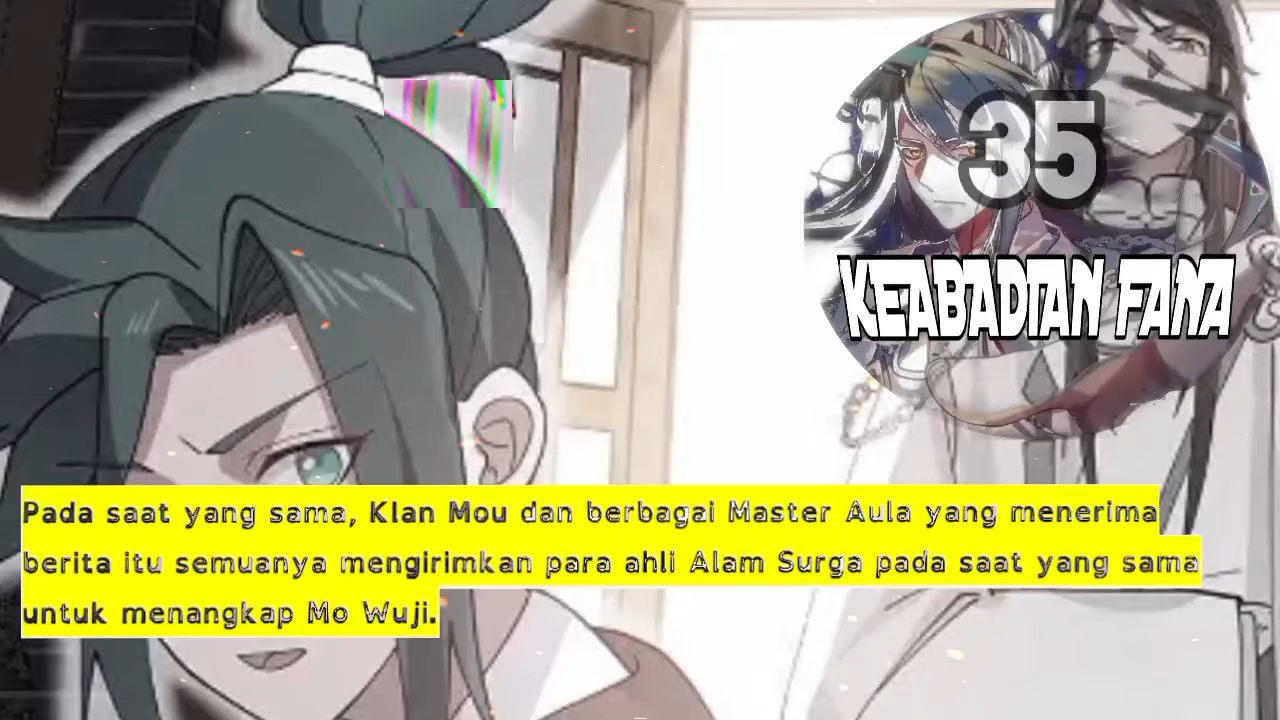 35
KEABADIAN FANA
Pada saat yang sama, Klan Mou dan berbagai Master Aula yang menerima
berita itu semuanya mengirimkan para ahli Alam Surga pada saat yang sama
untuk menangkap Mo Wuji.